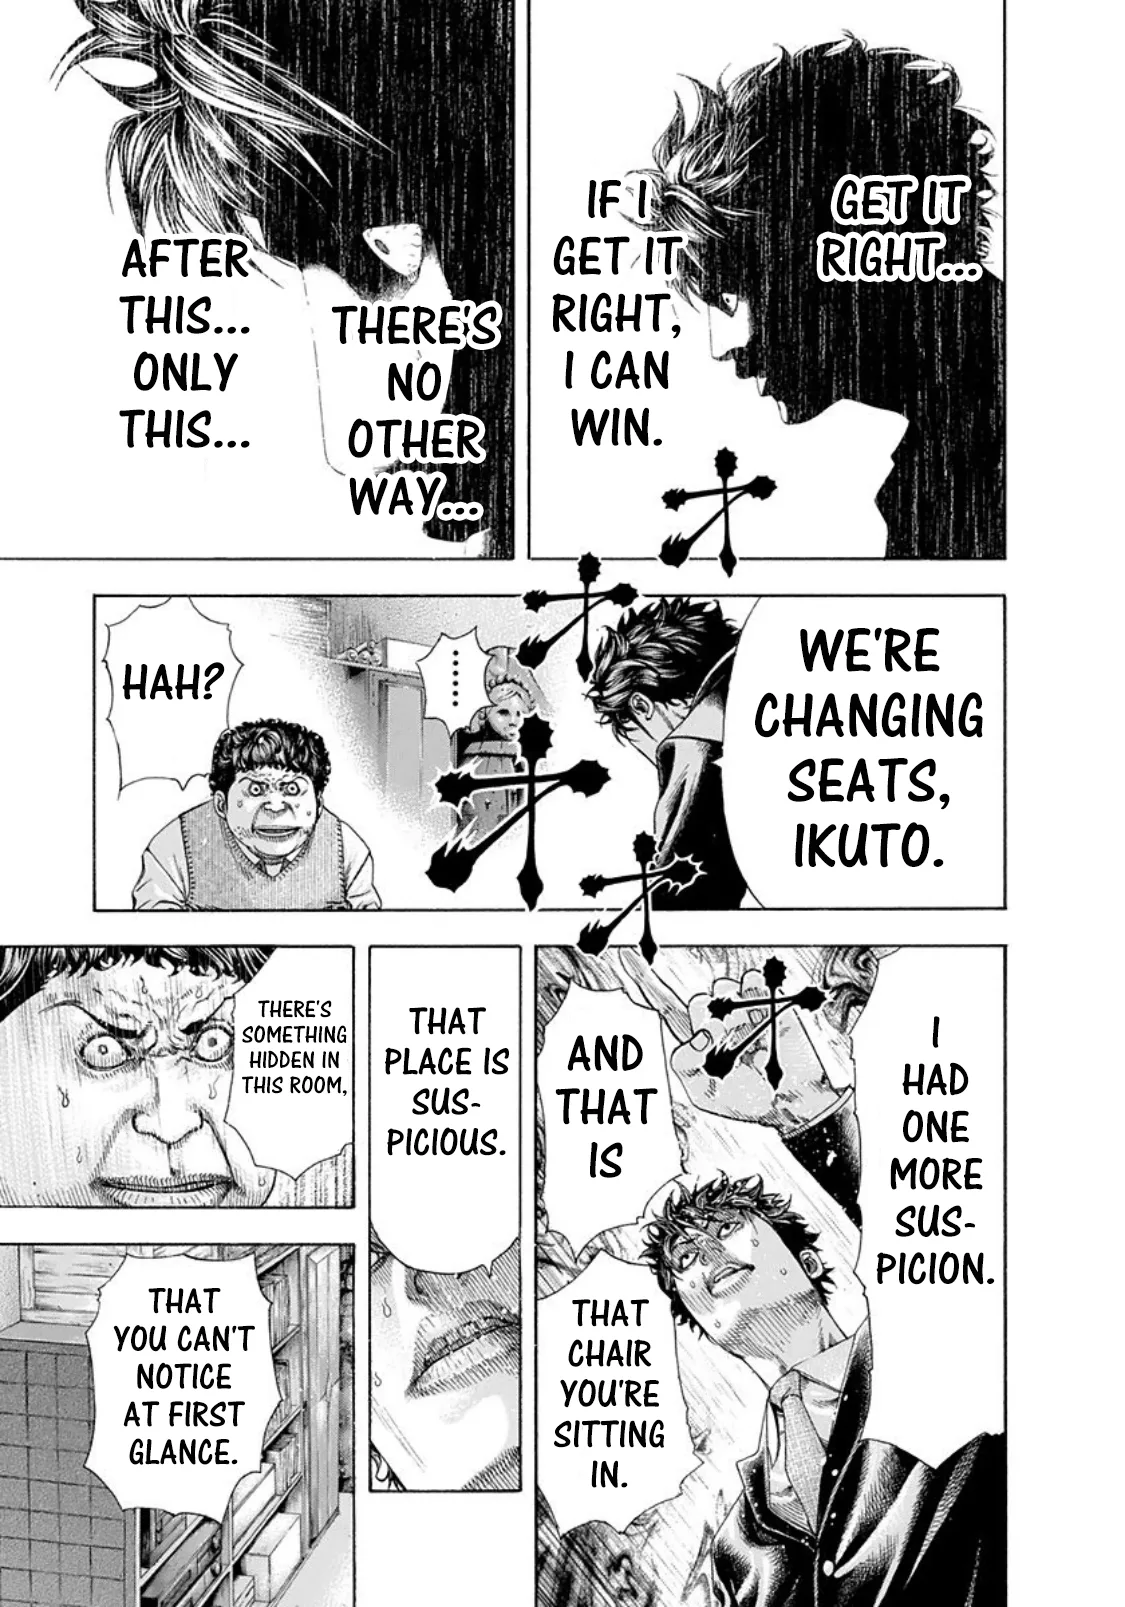 GET IT
RIGHT...
IF I
GET IT
RIGHT,
I CAN
WIN.
THERE'S
NO
OTHER
WAY...
AFTER
THIS...
ONLY
THIS...
WE'RE
CHANGING
SEATS,
IKUTO.
......
HAH?
I
HAD
ONE
MORE
SUS-
PICION.
AND
THAT
IS
THAT
CHAIR
YOU'RE
SITTING
IN.
THAT
PLACE IS
SUS-
PICIOUS.
THERE'S
SOMETHING
HIDDEN IN
THIS ROOM,
THAT
YOU CAN'T
NOTICE
AT FIRST
GLANCE.